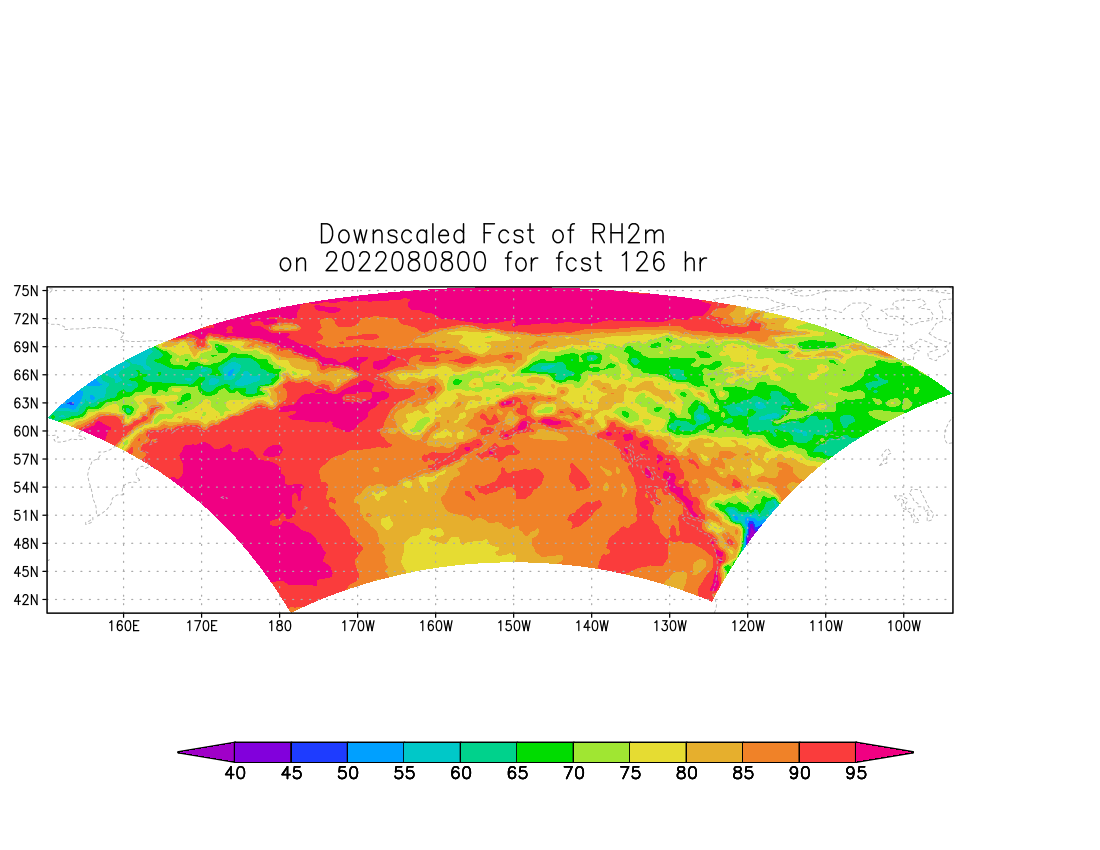 Downscaled Fcst of RH2m
on 2022080800 for fcst 126 hr
75N
72N
69N
66N
63N
60N
57N
54N
51N
48N
45N
42N
160E 170E 180 170W 160W 150W 140W 130W 120W 110W 100W
40 45 50 55 60 65 70 75 80 85 90 95